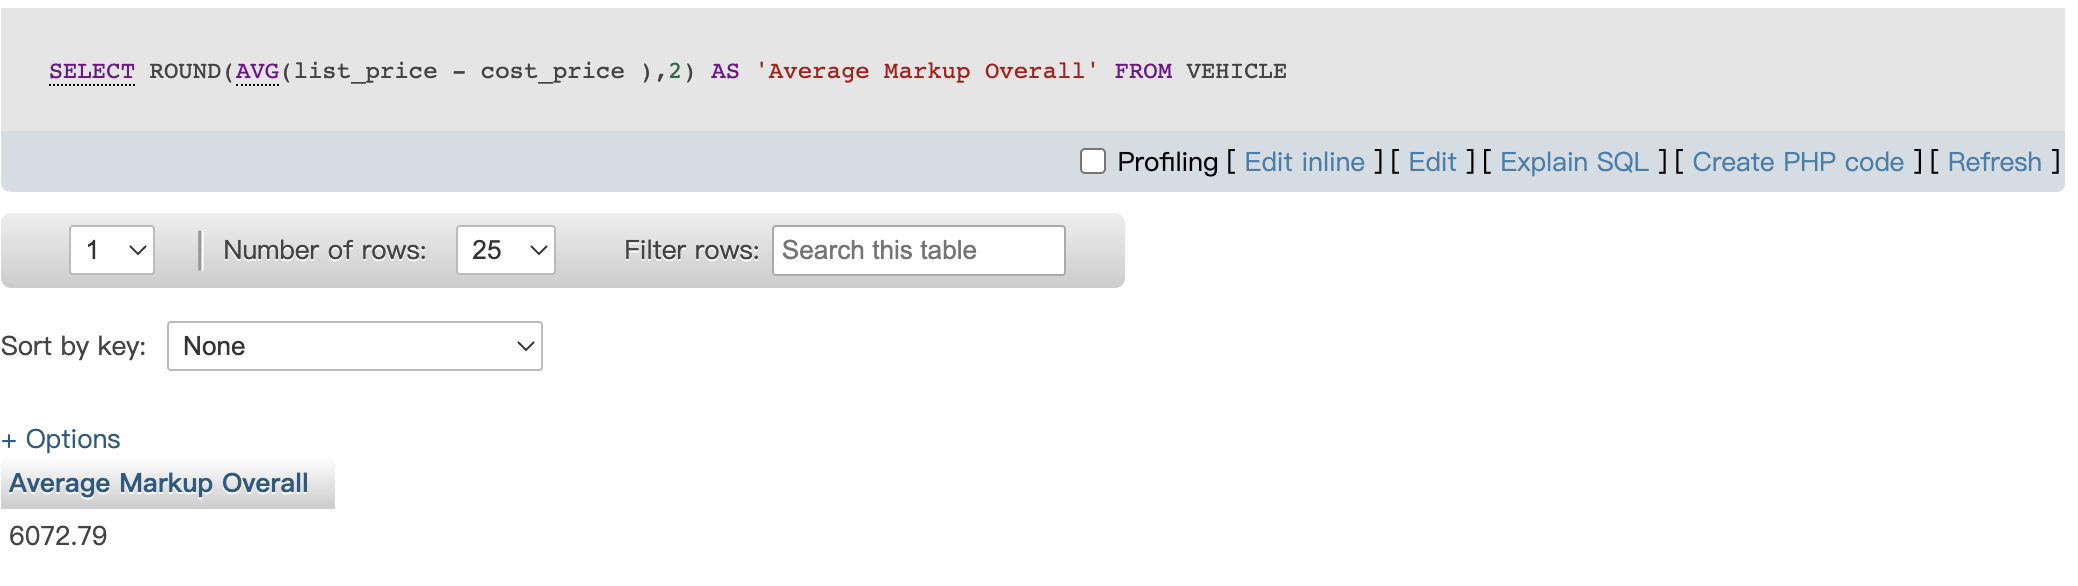 SELECT ROUND(AVG(list_price - cost_price ),2) AS 'Average Markup Overall' FROM VEHICLE
Profiling [ Edit inline ] [ Edit ] [ Explain SQL ] [ Create PHP code ] [ Refresh ]
1 Number of rows: 25 Filter rows: Search this table
Sort by key: None
+ Options
Average Markup Overall
6072.79